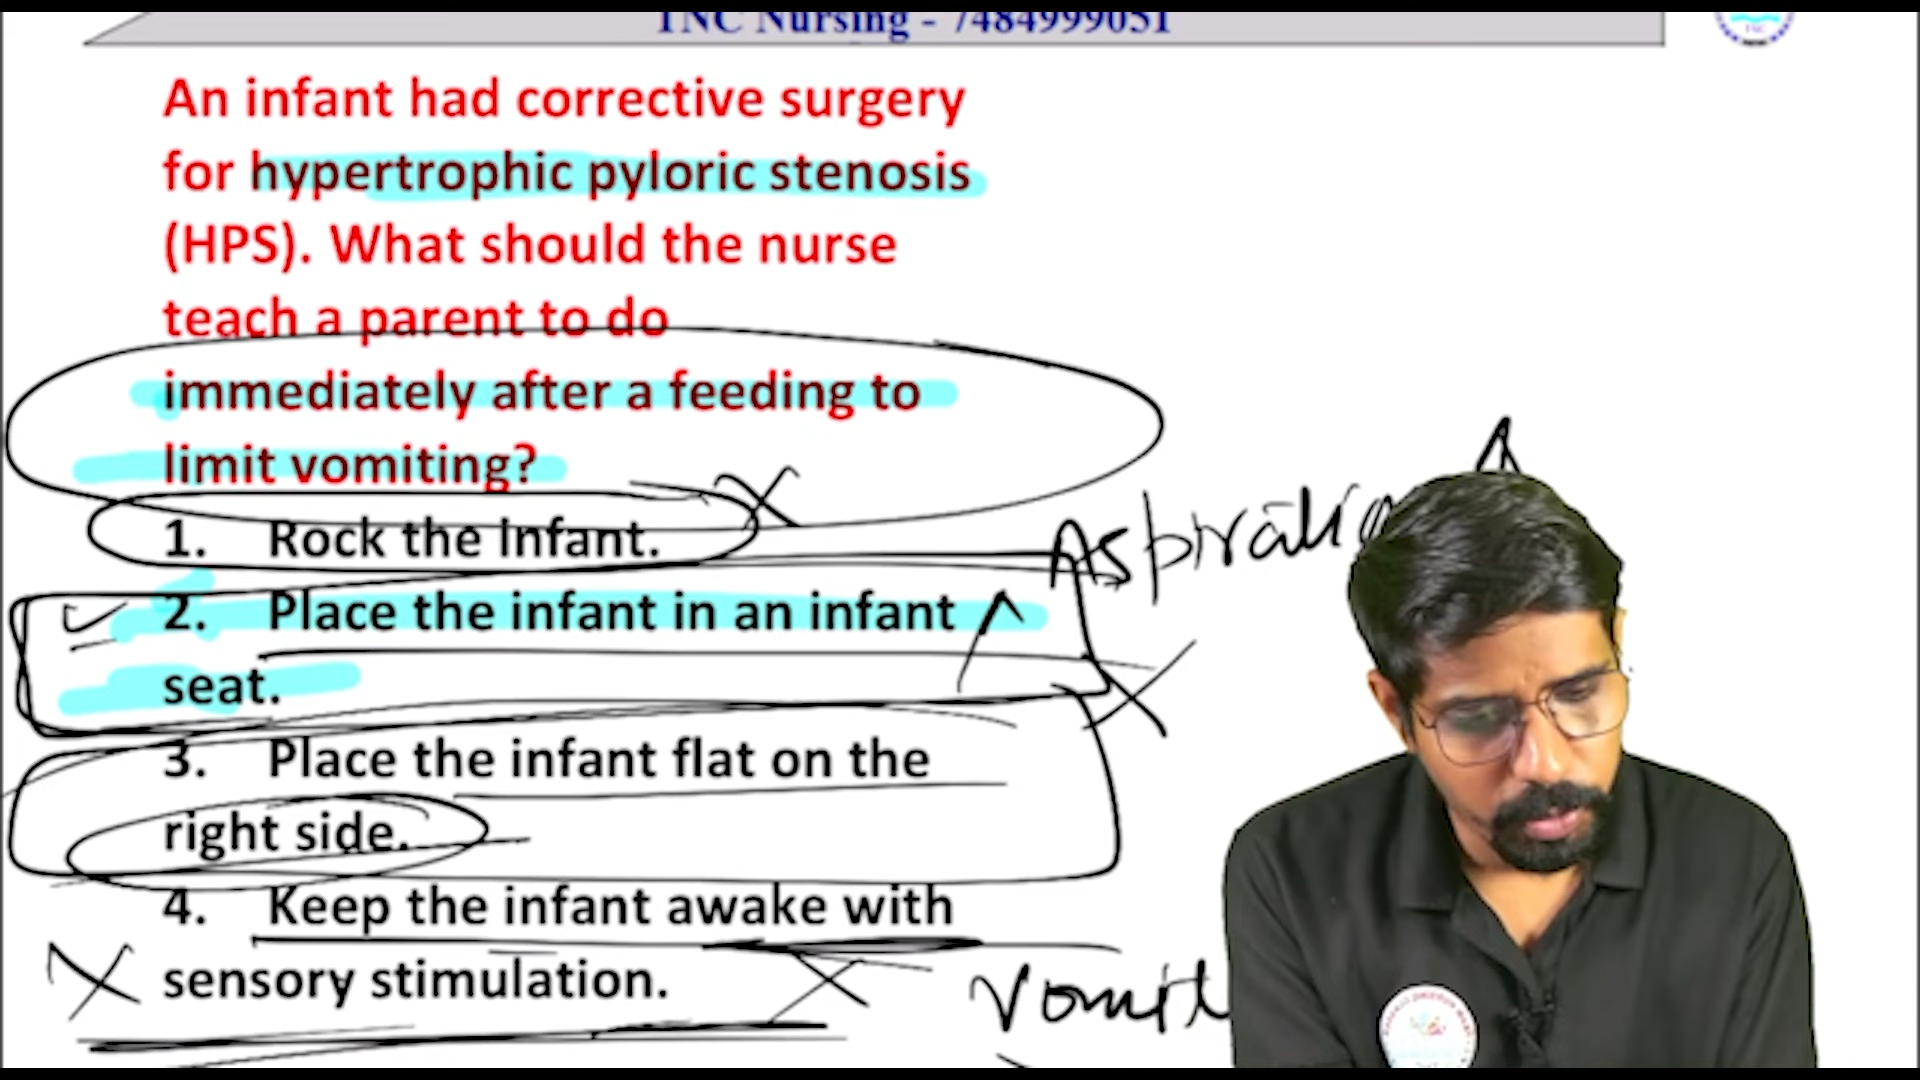 TNC Nursing - 7484999051
An infant had corrective surgery
for hypertrophic pyloric stenosis
(HPS). What should the nurse
teach a parent to do
immediately after a feeding to
limit vomiting?
1. Rock the Infant.
2. Place the infant in an infant
seat.
3. Place the infant flat on the
right side.
4. Keep the infant awake with
sensory stimulation.